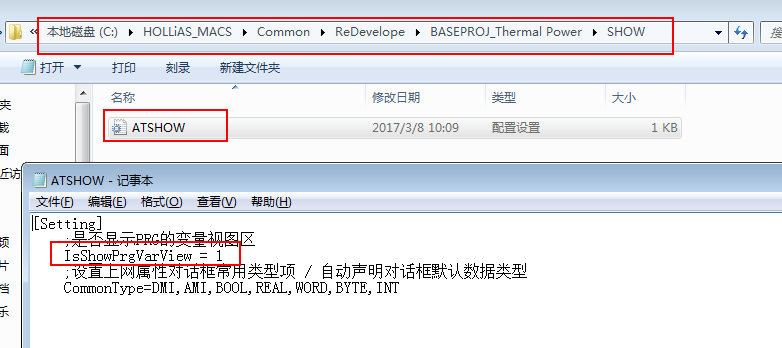 « 本地磁盘 (C:) HOLLiAS_MACS Common ReDevelope BASEPROJ_Thermal Power SHOW 搜
打开 打印 刻录 新建文件夹
夹 名称 修改日期 类型 大小
载 ATSHOW 2017/3/8 10:09 配置设置 1 KB
面
近访
ATSHOW - 记事本
文件(F) 编辑(E) 格式(O) 查看(V) 帮助(H)
[Setting]
;是否显示PRG的变量视图区
频 IsShowPrgVarView = 1
片 ;设置上网属性对话框常用类型项 / 自动声明对话框默认数据类型
档 CommonType=DMI,AMI,BOOL,REAL,WORD,BYTE,INT
乐